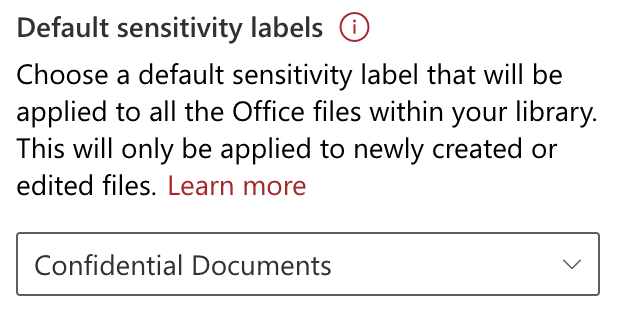 Default sensitivity labels
Choose a default sensitivity label that will be
applied to all the Office files within your library.
This will only be applied to newly created or
edited files. Learn more
Confidential Documents